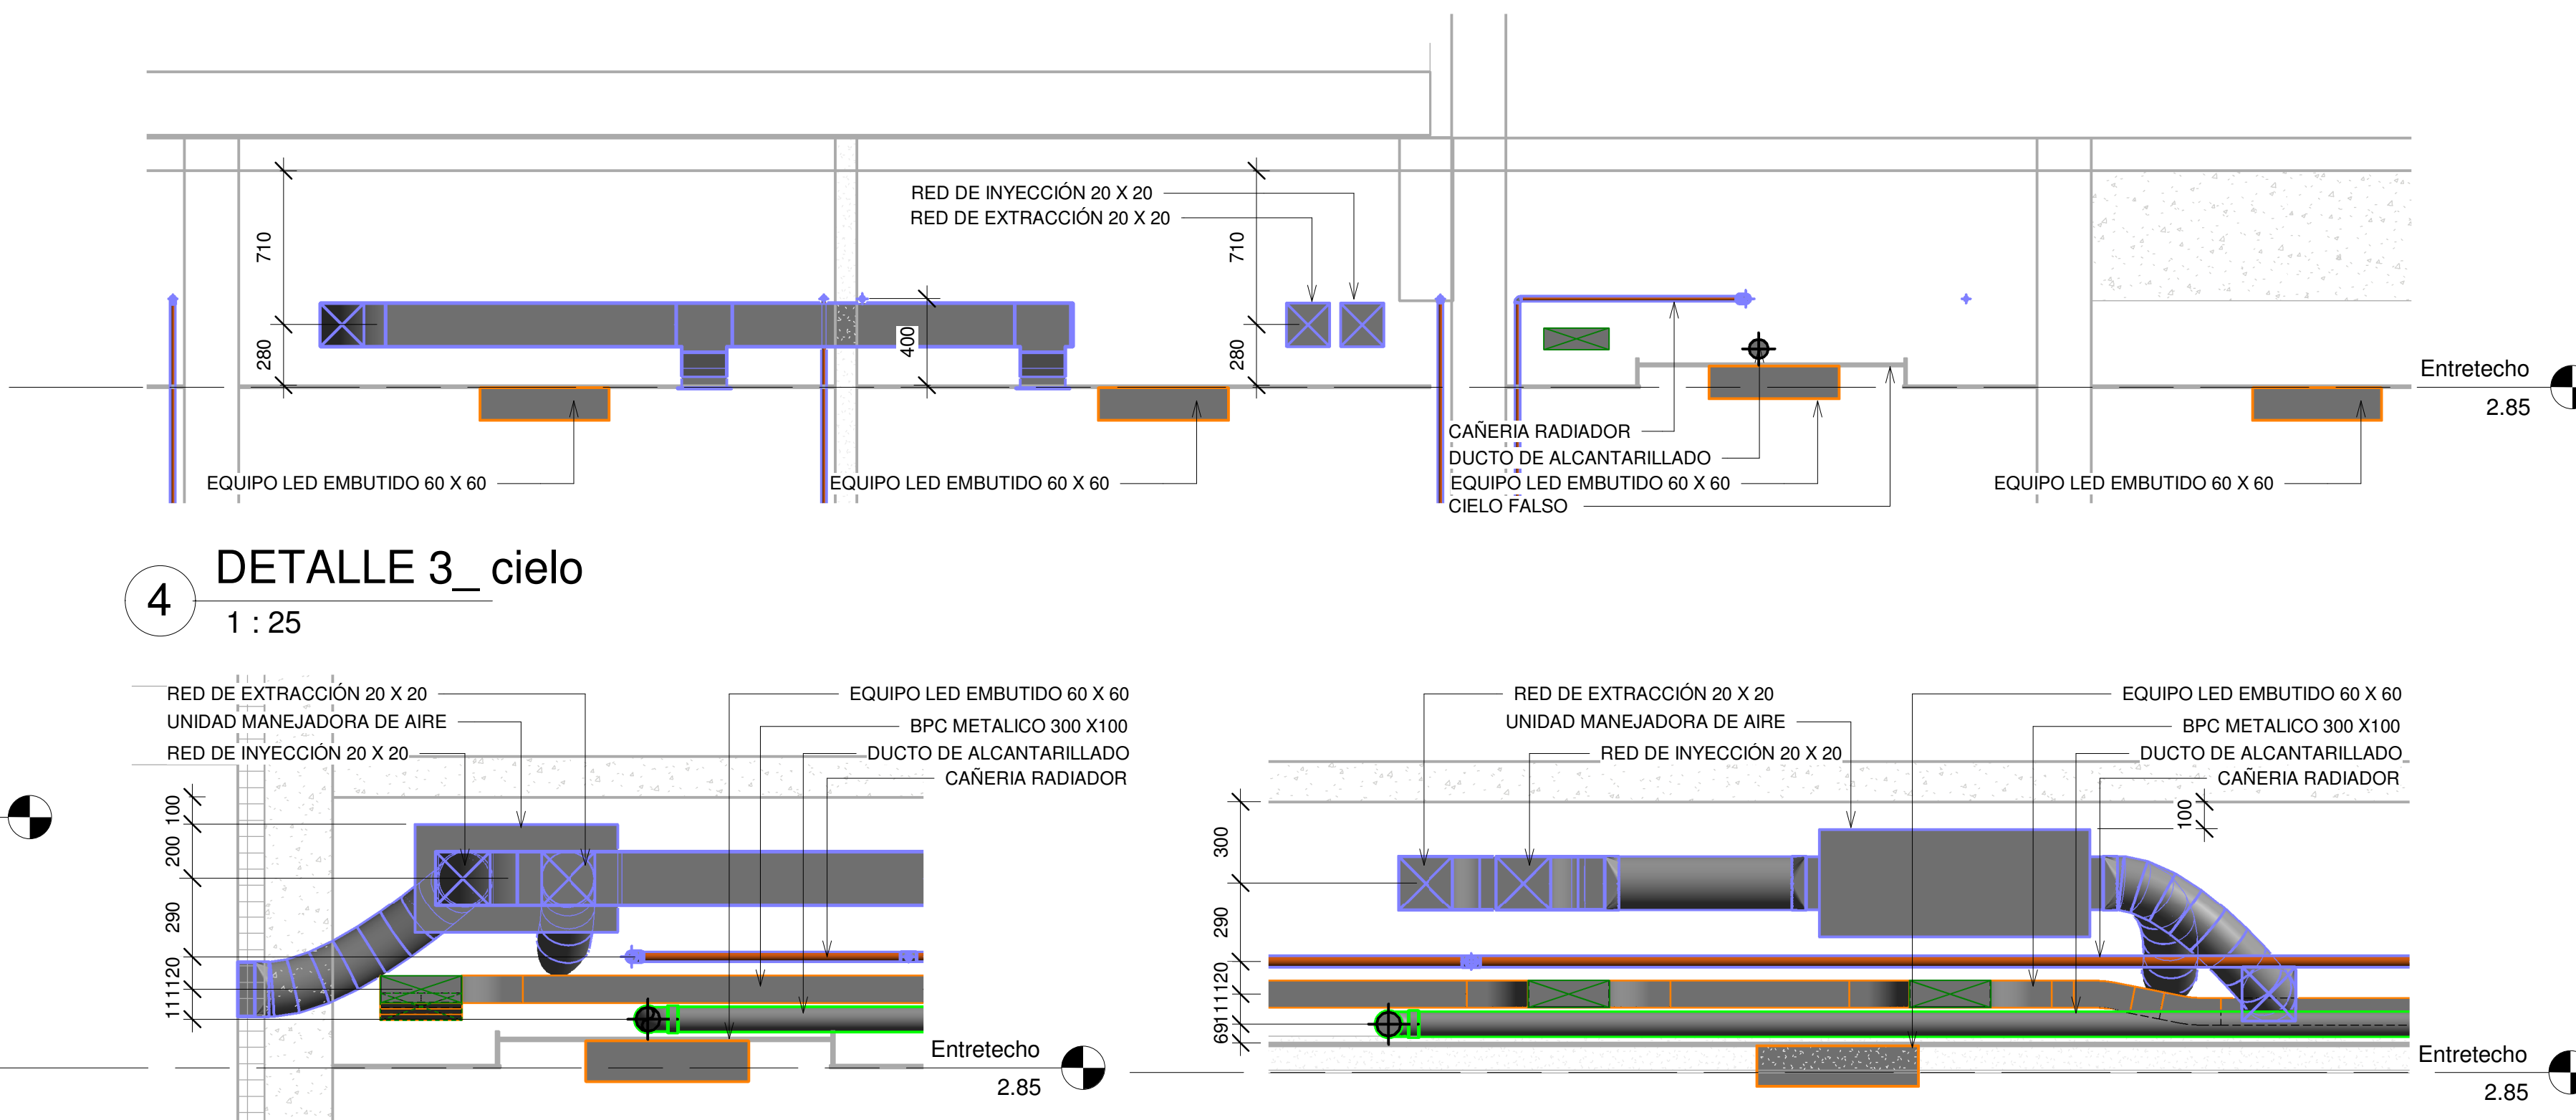 RED DE INYECCIÓN 20 X 20
RED DE EXTRACCIÓN 20 X 20
710
280
400
710
280
Entretecho
2.85
CAÑERIA RADIADOR
DUCTO DE ALCANTARILLADO
EQUIPO LED EMBUTIDO 60 X 60
EQUIPO LED EMBUTIDO 60 X 60
EQUIPO LED EMBUTIDO 60 X 60
EQUIPO LED EMBUTIDO 60 X 60
CIELO FALSO
4
DETALLE 3_ cielo
1 : 25
RED DE EXTRACCIÓN 20 X 20
UNIDAD MANEJADORA DE AIRE
RED DE INYECCIÓN 20 X 20
EQUIPO LED EMBUTIDO 60 X 60
BPC METALICO 300 X100
DUCTO DE ALCANTARILLADO
CAÑERIA RADIADOR
100
200
290
120
111
Entretecho
2.85
RED DE EXTRACCIÓN 20 X 20
UNIDAD MANEJADORA DE AIRE
RED DE INYECCIÓN 20 X 20
EQUIPO LED EMBUTIDO 60 X 60
BPC METALICO 300 X100
DUCTO DE ALCANTARILLADO
CAÑERIA RADIADOR
100
300
290
120
111
69
Entretecho
2.85